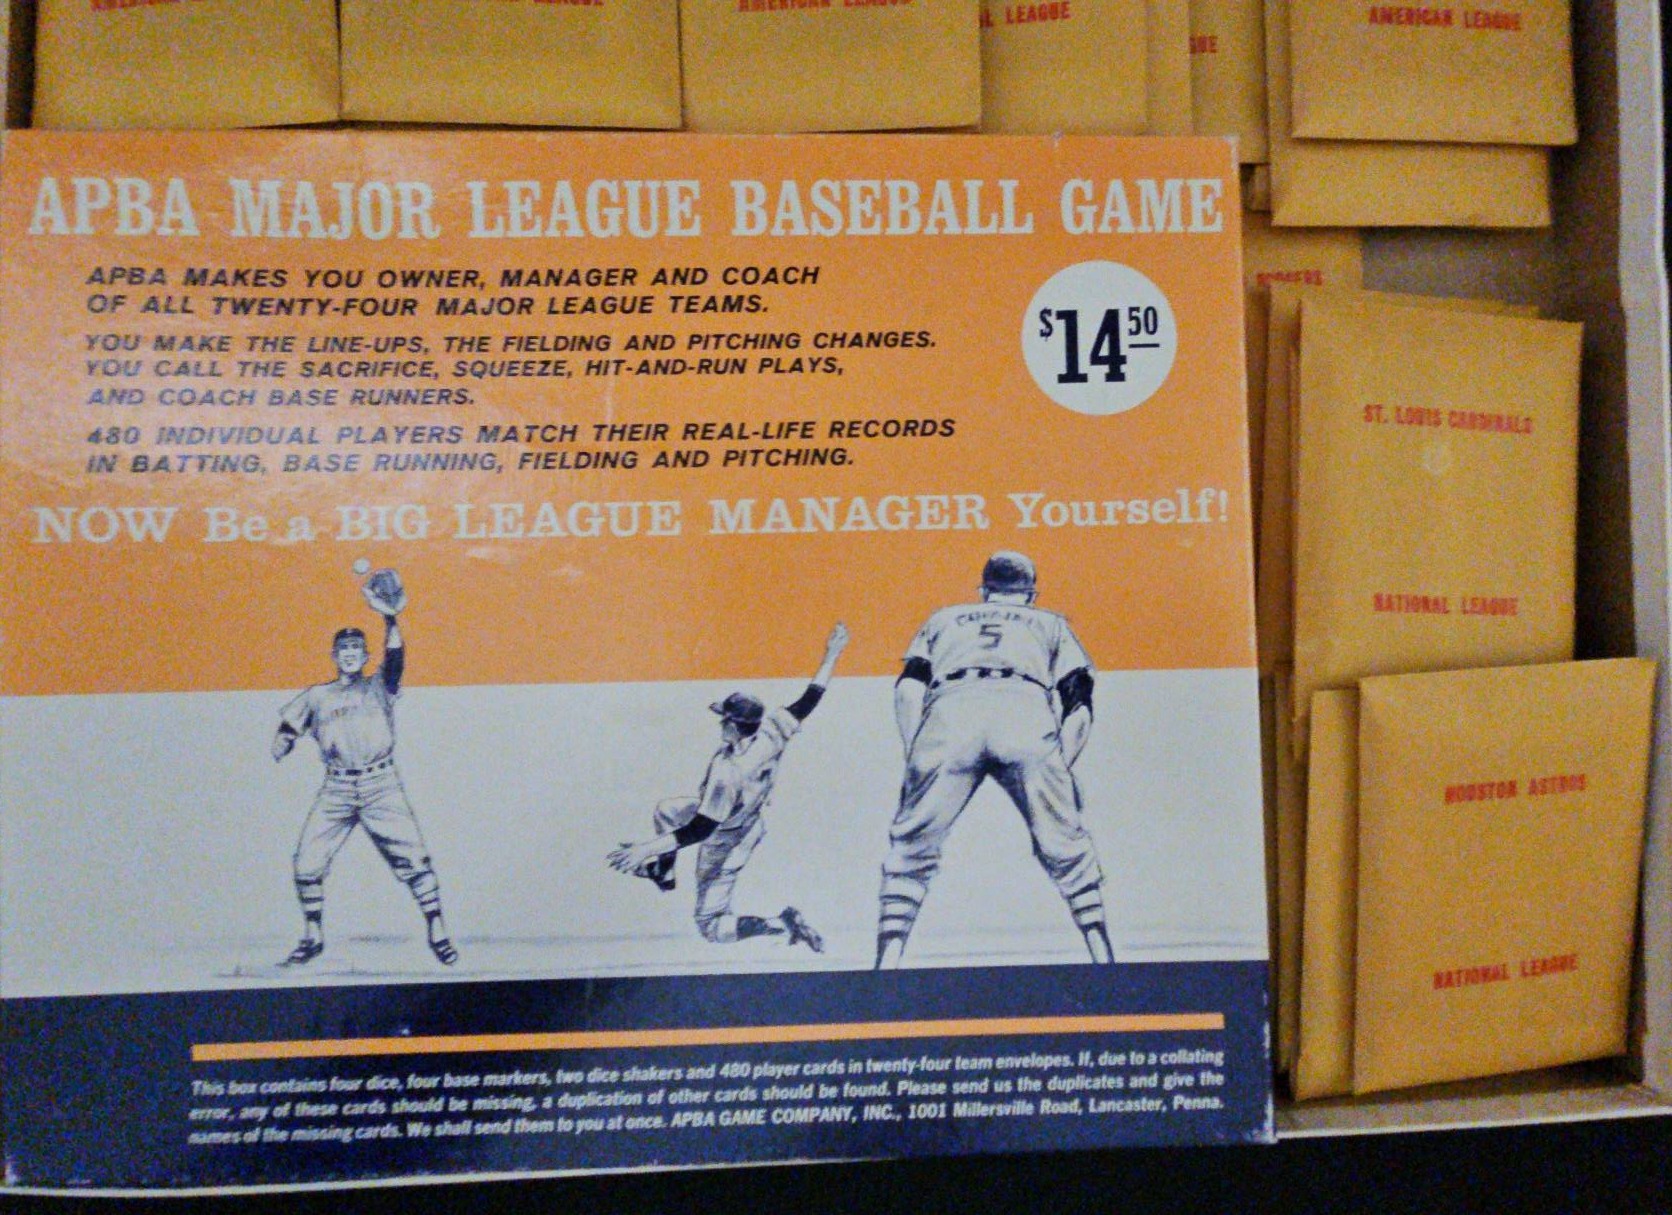 AMERICAN LEAGUE
LEAGUE
AMERICAN LEAGUE
L LEAGUE
GUE
AMERICAN LEAGUE
APBA MAJOR LEAGUE BASEBALL GAME
APBA MAKES YOU OWNER, MANAGER AND COACH
OF ALL TWENTY-FOUR MAJOR LEAGUE TEAMS.
YOU MAKE THE LINE-UPS, THE FIELDING AND PITCHING CHANGES.
YOU CALL THE SACRIFICE, SQUEEZE, HIT-AND-RUN PLAYS,
AND COACH BASE RUNNERS.
480 INDIVIDUAL PLAYERS MATCH THEIR REAL-LIFE RECORDS
IN BATTING, BASE RUNNING, FIELDING AND PITCHING.
$14 50
NOW Be a BIG LEAGUE MANAGER Yourself!
5
This box contains four dice, four base markers, two dice shakers and 480 player cards in twenty-four team envelopes. If, due to a collating
error, any of these cards should be missing, a duplication of other cards should be found. Please send us the duplicates and give the
names of the missing cards. We shall send them to you at once. APBA GAME COMPANY, INC., 1001 Millersville Road, Lancaster, Penna.
DODGERS
ST. LOUIS CARDINALS
NATIONAL LEAGUE
HOUSTON ASTROS
NATIONAL LEAGUE